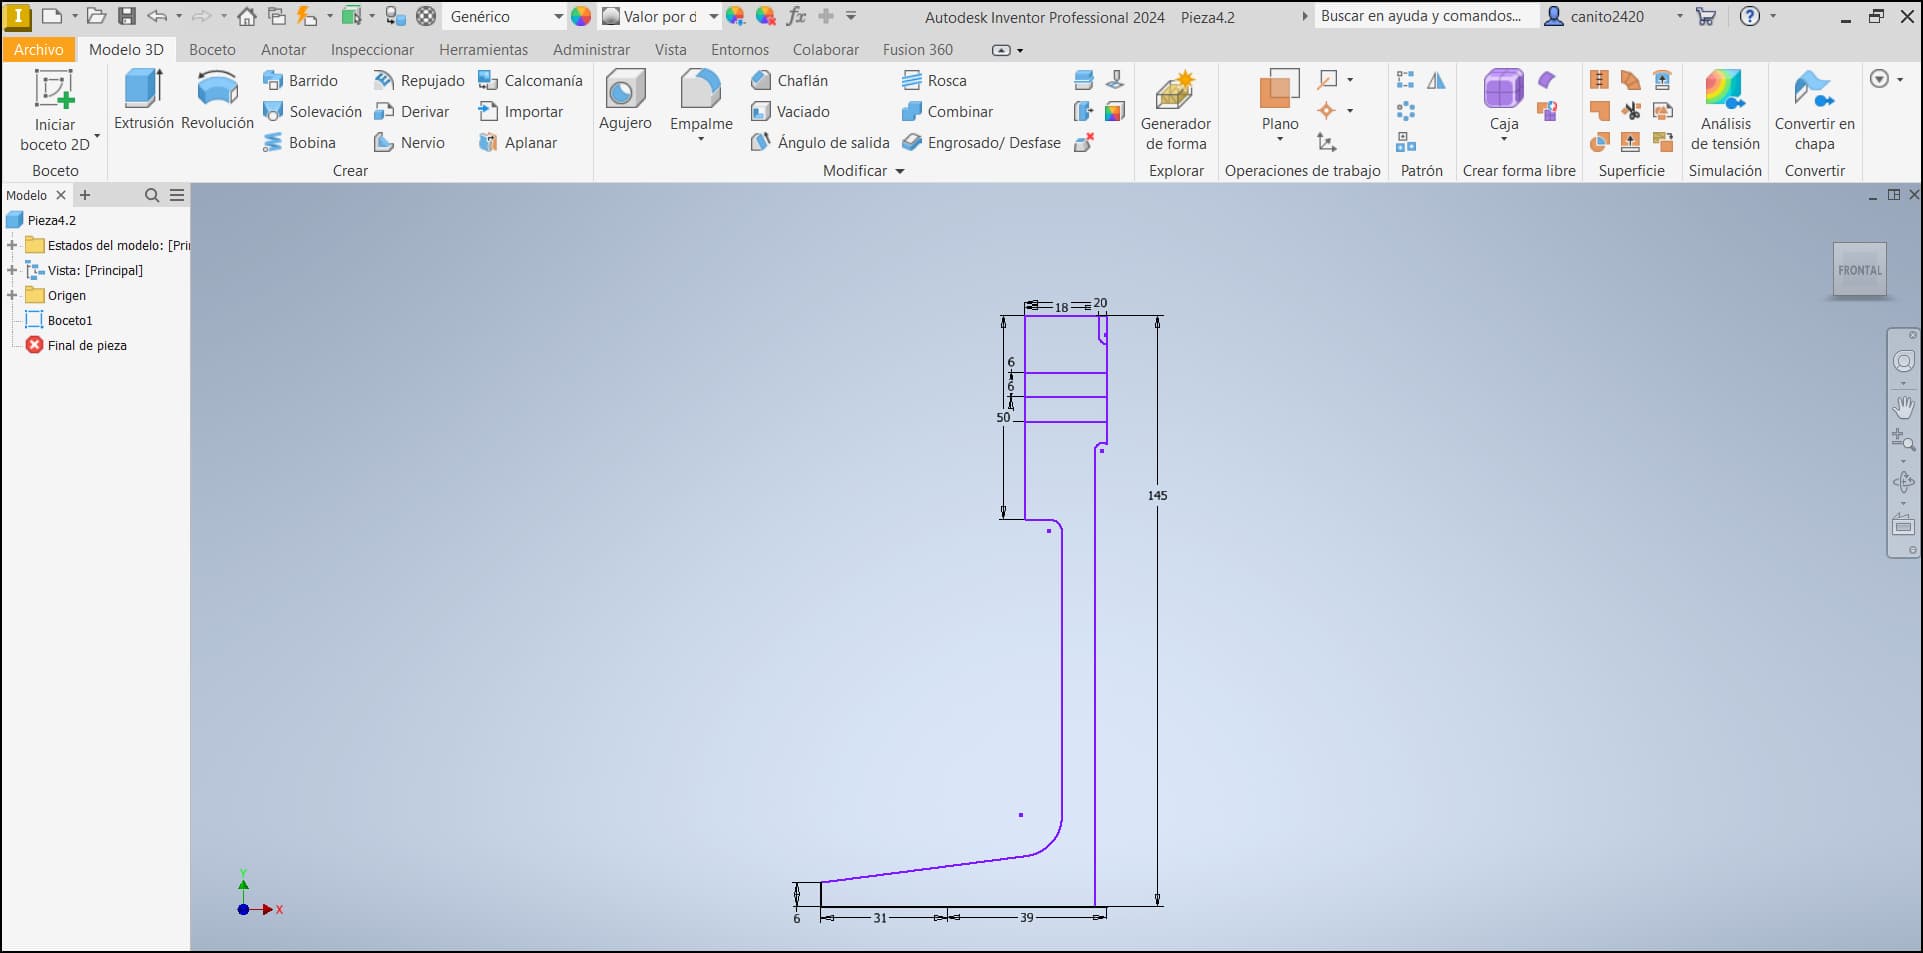 I
Genérico
Valor por d
fx
Autodesk Inventor Professional 2024 Pieza4.2
Buscar en ayuda y comandos...
canito2420
?
Archivo Modelo 3D Boceto Anotar Inspeccionar Herramientas Administrar Vista Entornos Colaborar Fusion 360
Iniciar
boceto 2D
Boceto
Extrusión Revolución
Barrido
Solevación
Bobina
Repujado
Derivar
Nervio
Calcomanía
Importar
Aplanar
Crear
Agujero
Empalme
Chaflán
Vaciado
Ángulo de salida
Rosca
Combinar
Engrosado/ Desfase
Modificar
Generador
de forma
Explorar
Plano
Operaciones de trabajo
Patrón
Caja
Crear forma libre
Superficie
Análisis
de tensión
Simulación
Convertir en
chapa
Convertir
Modelo
Pieza4.2
Estados del modelo: [Pri
Vista: [Principal]
Origen
Boceto1
Final de pieza
FRONTAL
18 20
6
6
50
145
6
31 39
Y
X